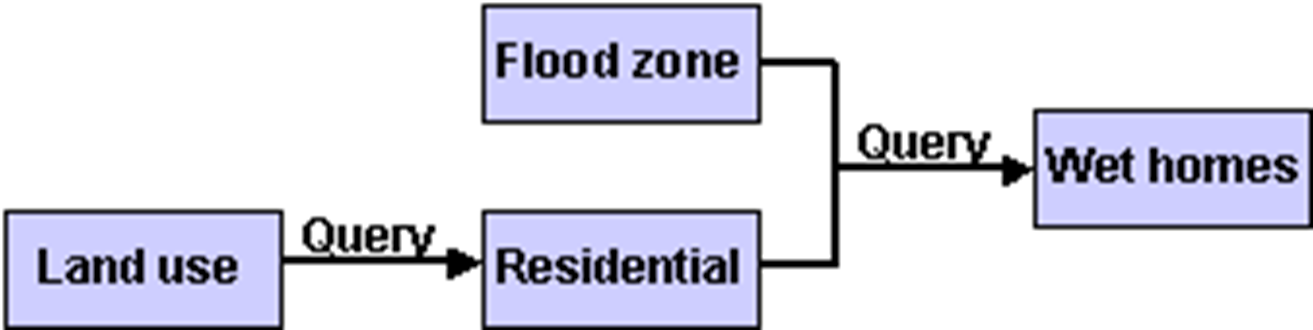 Flood zone
Query
Wet homes
Land use
Query
Residential